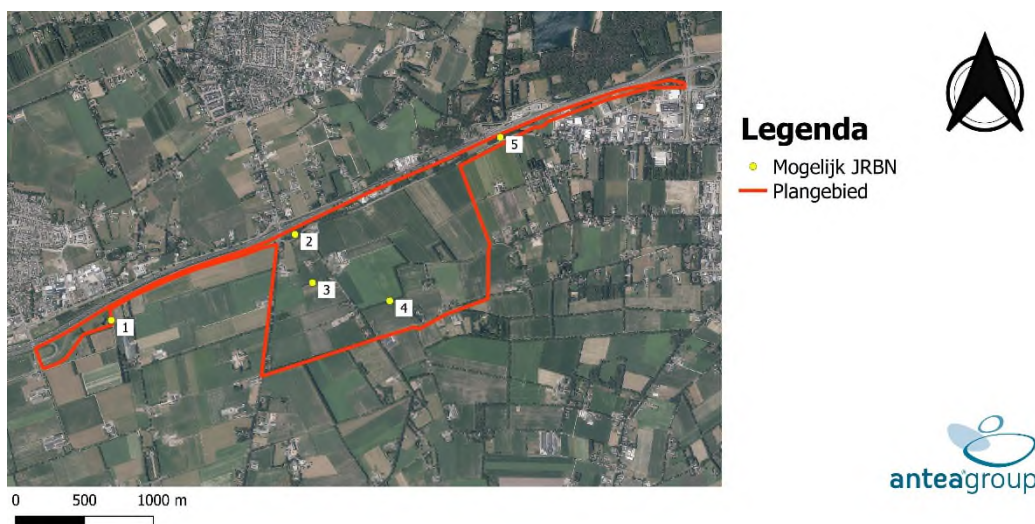 Legenda
Mogelijk JRBN
Plangebied
1
2
3
4
5
0 500 1000 m
anteagroup